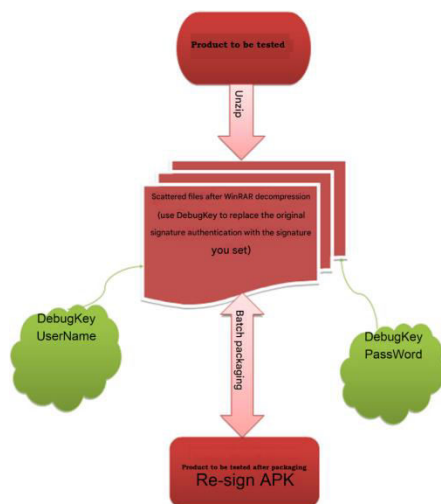 Product to be tested
Unzip
Scattered files after WinRAR decompression
(use DebugKey to replace the original
signature authentication with the signature
you set)
DebugKey
UserName
DebugKey
PassWord
Batch packaging
Product to be tested after packaging
Re-sign APK